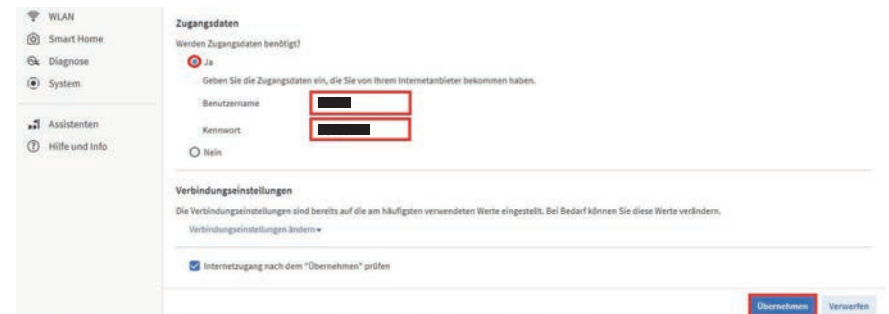 WLAN
Smart Home
Diagnose
System
Assistenten
Hilfe und Info
Zugangsdaten
Werden Zugangsdaten benötigt?
Ja
Geben Sie die Zugangsdaten ein, die Sie von Ihrem Internetanbieter bekommen haben.
Benutzername
Kennwort
Nein
Verbindungseinstellungen
Die Verbindungseinstellungen sind bereits auf die am häufigsten verwendeten Werte eingestellt. Bei Bedarf können Sie diese Werte verändern.
Verbindungseinstellungen ändern
Internetzugang nach dem "Übernehmen" prüfen
Übernehmen Verwerfen